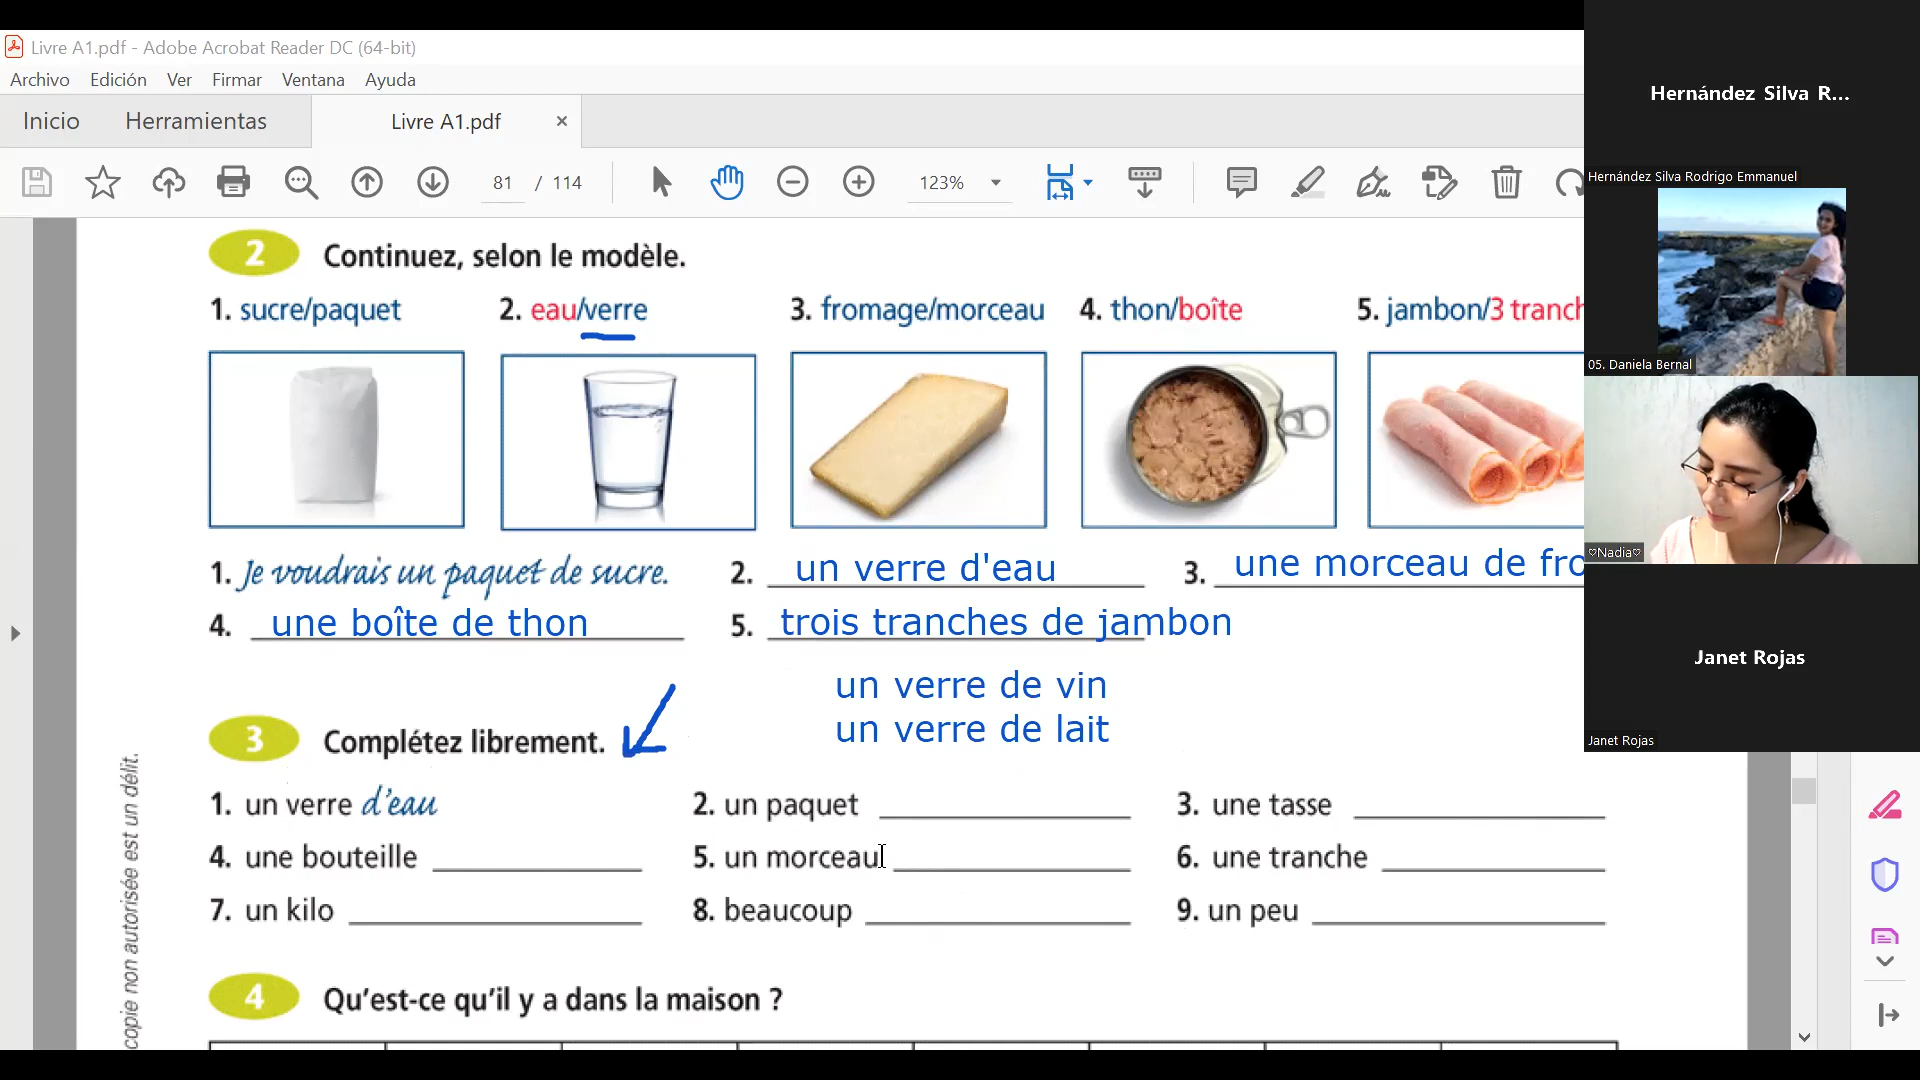 Livre A1.pdf - Adobe Acrobat Reader DC (64-bit)
Archivo Edición Ver Firmar Ventana Ayuda
Inicio Herramientas Livre A1.pdf ×
81 / 114 123%
2 Continuez, selon le modèle.
1. sucre/paquet 2. eau/verre 3. fromage/morceau 4. thon/boîte 5. jambon/3 tranch
1. Je voudrais un paquet de sucre. 2. un verre d'eau 3. une morceau de fro
4. une boîte de thon 5. trois tranches de jambon
un verre de vin
un verre de lait
3 Complétez librement.
1. un verre d'eau 2. un paquet 3. une tasse
4. une bouteille 5. un morceau 6. une tranche
7. un kilo 8. beaucoup 9. un peu
4 Qu'est-ce qu'il y a dans la maison ?
copie non autorisée est un délit.
Hernández Silva R...
Hernández Silva Rodrigo Emmanuel
05. Daniela Bernal
♡Nadia♡
Janet Rojas
Janet Rojas